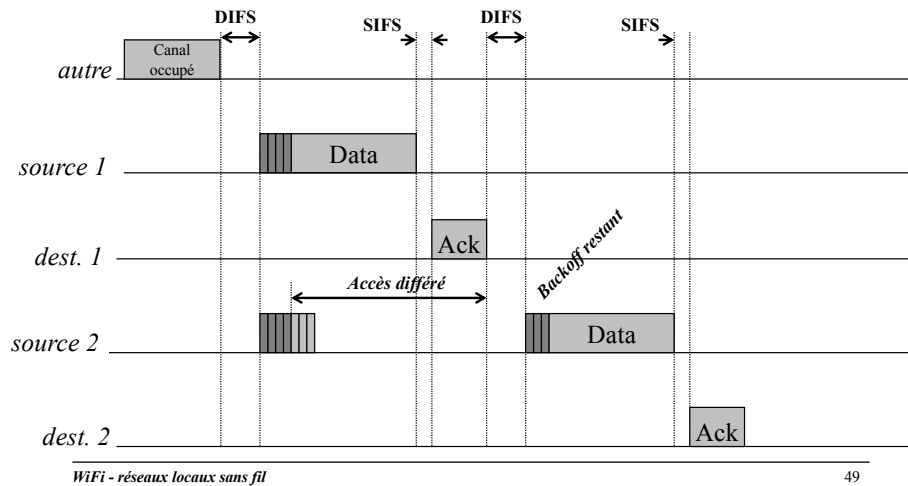 DIFS SIFS DIFS SIFS
autre
Canal
occupé
source 1
Data
dest. 1
Ack
Backoff restant
Accès différé
source 2
Data
dest. 2
Ack
WiFi - réseaux locaux sans fil 49